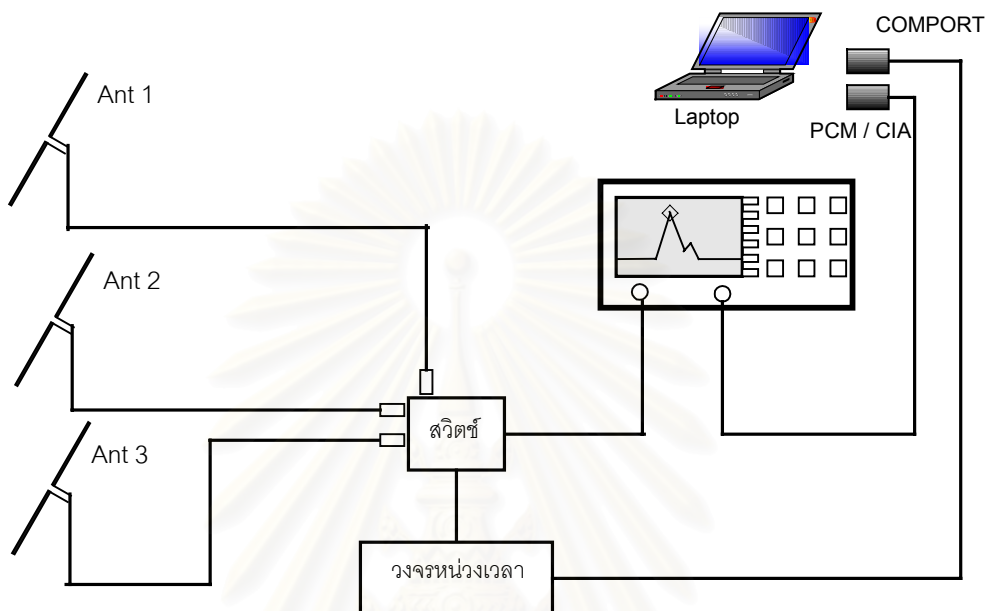 COMPORT
Ant 1
Laptop
PCM / CIA
Ant 2
สวิตช์
Ant 3
วงจรหน่วงเวลา